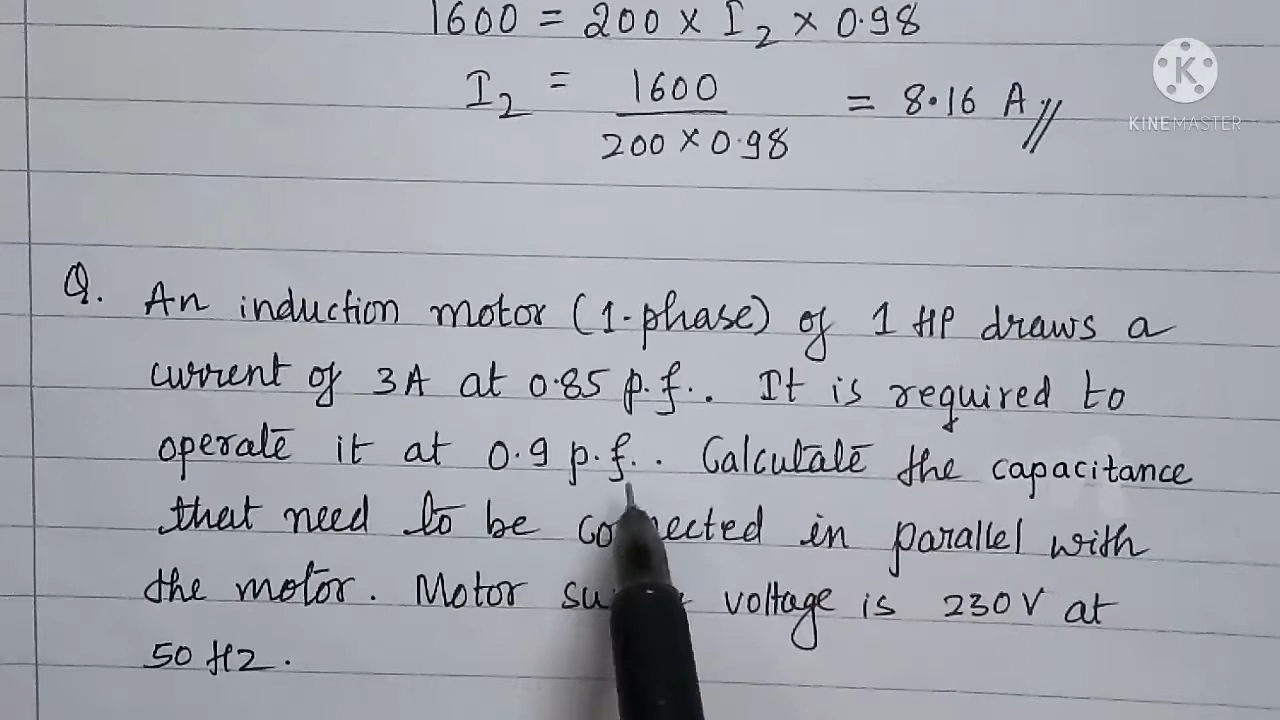 1600 = 200 × I₂ × 0.98
I₂ = 1600 / 200 × 0.98 = 8.16 A //
K
KINEMASTER
Q. An induction motor (1-phase) of 1 HP draws a
current of 3A at 0.85 p.f.. It is required to
operate it at 0.9 p.f.. Calculate the capacitance
that need to be connected in parallel with
the motor. Motor voltage is 230V at
50 Hz.